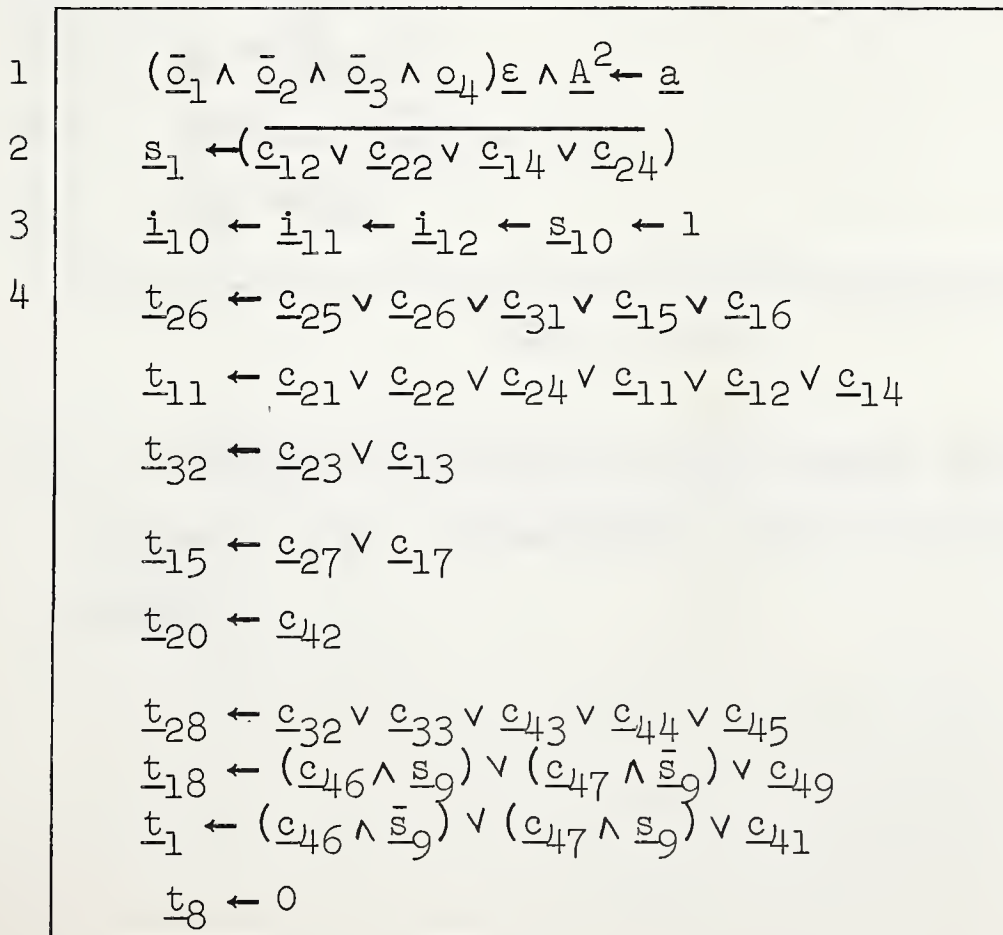 1 (ō₁ ∧ ō₂ ∧ ō₃ ∧ o₄)ε ∧ A² ← a
2 s₁ ←(c₁₂ ∨ c₂₂ ∨ c₁₄ ∨ c₂₄)
3 i₁₀ ← i₁₁ ← i₁₂ ← s₁₀ ← 1
4 t₂₆ ← c₂₅ ∨ c₂₆ ∨ c₃₁ ∨ c₁₅ ∨ c₁₆
t₁₁ ← c₂₁ ∨ c₂₂ ∨ c₂₄ ∨ c₁₁ ∨ c₁₂ ∨ c₁₄
t₃₂ ← c₂₃ ∨ c₁₃
t₁₅ ← c₂₇ ∨ c₁₇
t₂₀ ← c₄₂
t₂₈ ← c₃₂ ∨ c₃₃ ∨ c₄₃ ∨ c₄₄ ∨ c₄₅
t₁₈ ← (c₄₆ ∧ s₉) ∨ (c₄₇ ∧ s̄₉) ∨ c₄₉
t₁ ← (c₄₆ ∧ s̄₉) ∨ (c₄₇ ∧ s₉) ∨ c₄₁
t₈ ← 0